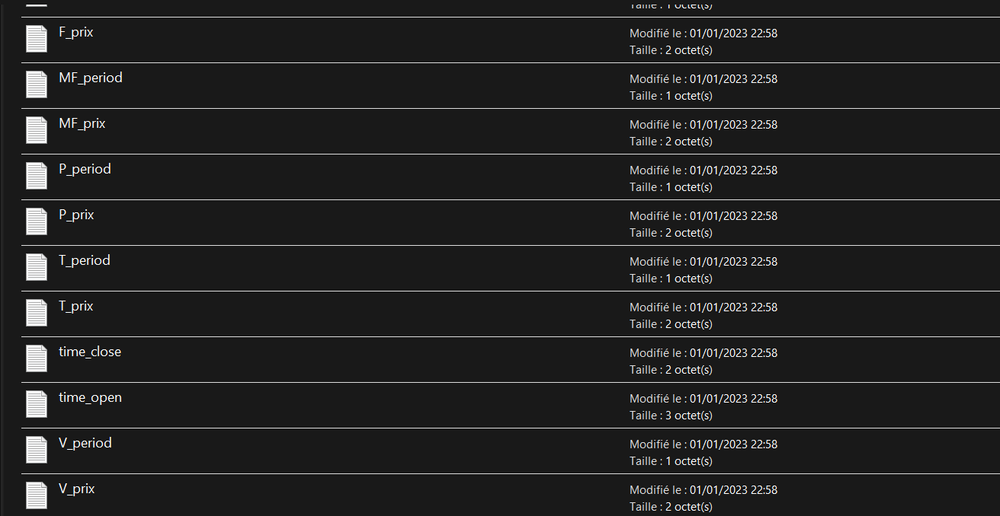 Taille : 1 octet(s)
F_prix
Modifié le : 01/01/2023 22:58
Taille : 2 octet(s)
MF_period
Modifié le : 01/01/2023 22:58
Taille : 1 octet(s)
MF_prix
Modifié le : 01/01/2023 22:58
Taille : 2 octet(s)
P_period
Modifié le : 01/01/2023 22:58
Taille : 1 octet(s)
P_prix
Modifié le : 01/01/2023 22:58
Taille : 2 octet(s)
T_period
Modifié le : 01/01/2023 22:58
Taille : 1 octet(s)
T_prix
Modifié le : 01/01/2023 22:58
Taille : 2 octet(s)
time_close
Modifié le : 01/01/2023 22:58
Taille : 2 octet(s)
time_open
Modifié le : 01/01/2023 22:58
Taille : 3 octet(s)
V_period
Modifié le : 01/01/2023 22:58
Taille : 1 octet(s)
V_prix
Modifié le : 01/01/2023 22:58
Taille : 2 octet(s)